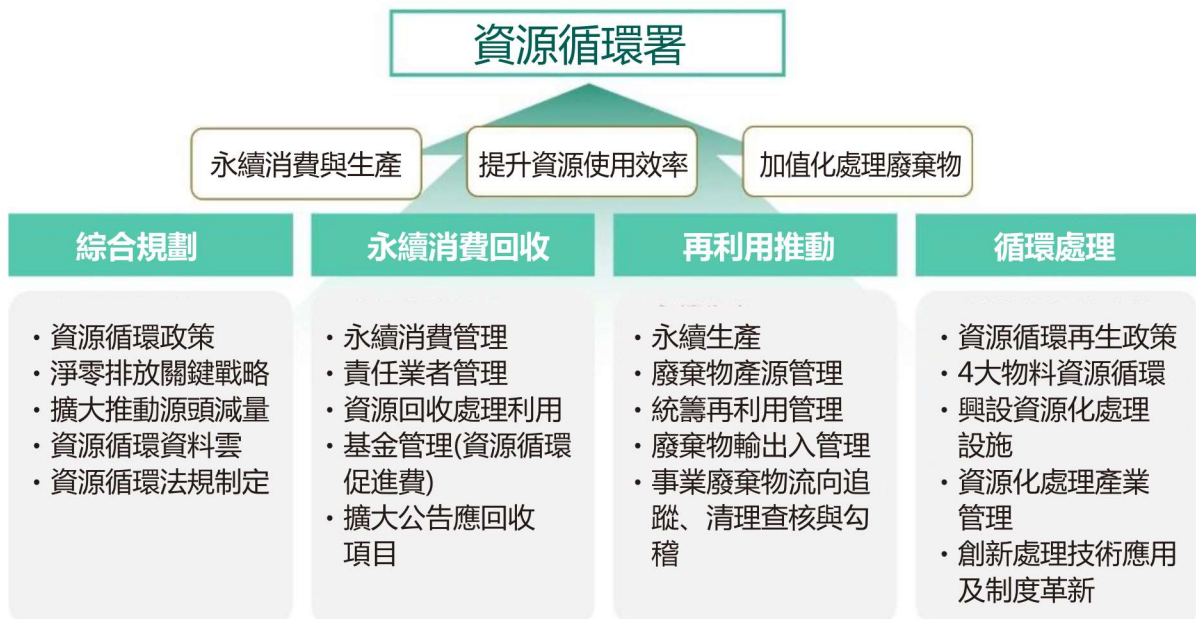 資源循環署
永續消費與生產
提升資源使用效率
加值化處理廢棄物
綜合規劃
・資源循環政策
・淨零排放關鍵戰略
・擴大推動源頭減量
・資源循環資料雲
・資源循環法規制定
永續消費回收
・永續消費管理
・責任業者管理
・資源回收處理利用
・基金管理(資源循環
促進費)
・擴大公告應回收
項目
再利用推動
・永續生產
・廢棄物產源管理
・統籌再利用管理
・廢棄物輸出入管理
・事業廢棄物流向追
蹤、清理查核與勾
稽
循環處理
・資源循環再生政策
・4大物料資源循環
・興設資源化處理
設施
・資源化處理產業
管理
・創新處理技術應用
及制度革新